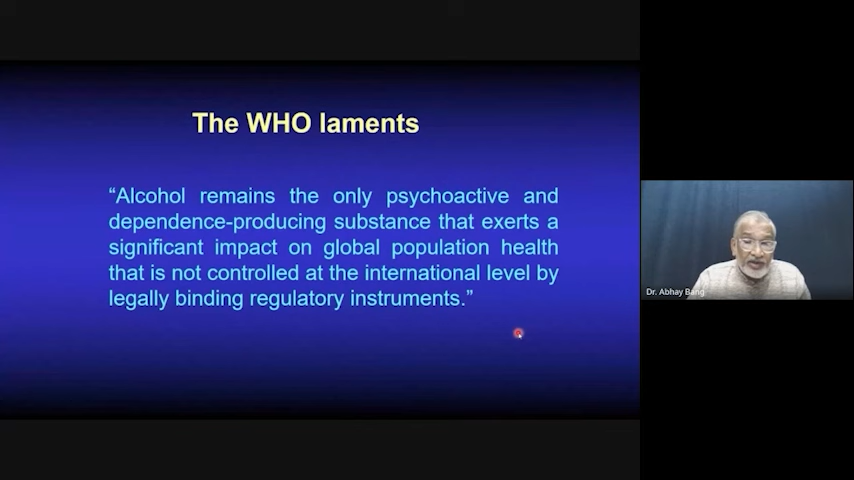 The WHO laments
“Alcohol remains the only psychoactive and
dependence-producing substance that exerts a
significant impact on global population health
that is not controlled at the international level by
legally binding regulatory instruments.”
Dr. Abhay Bang